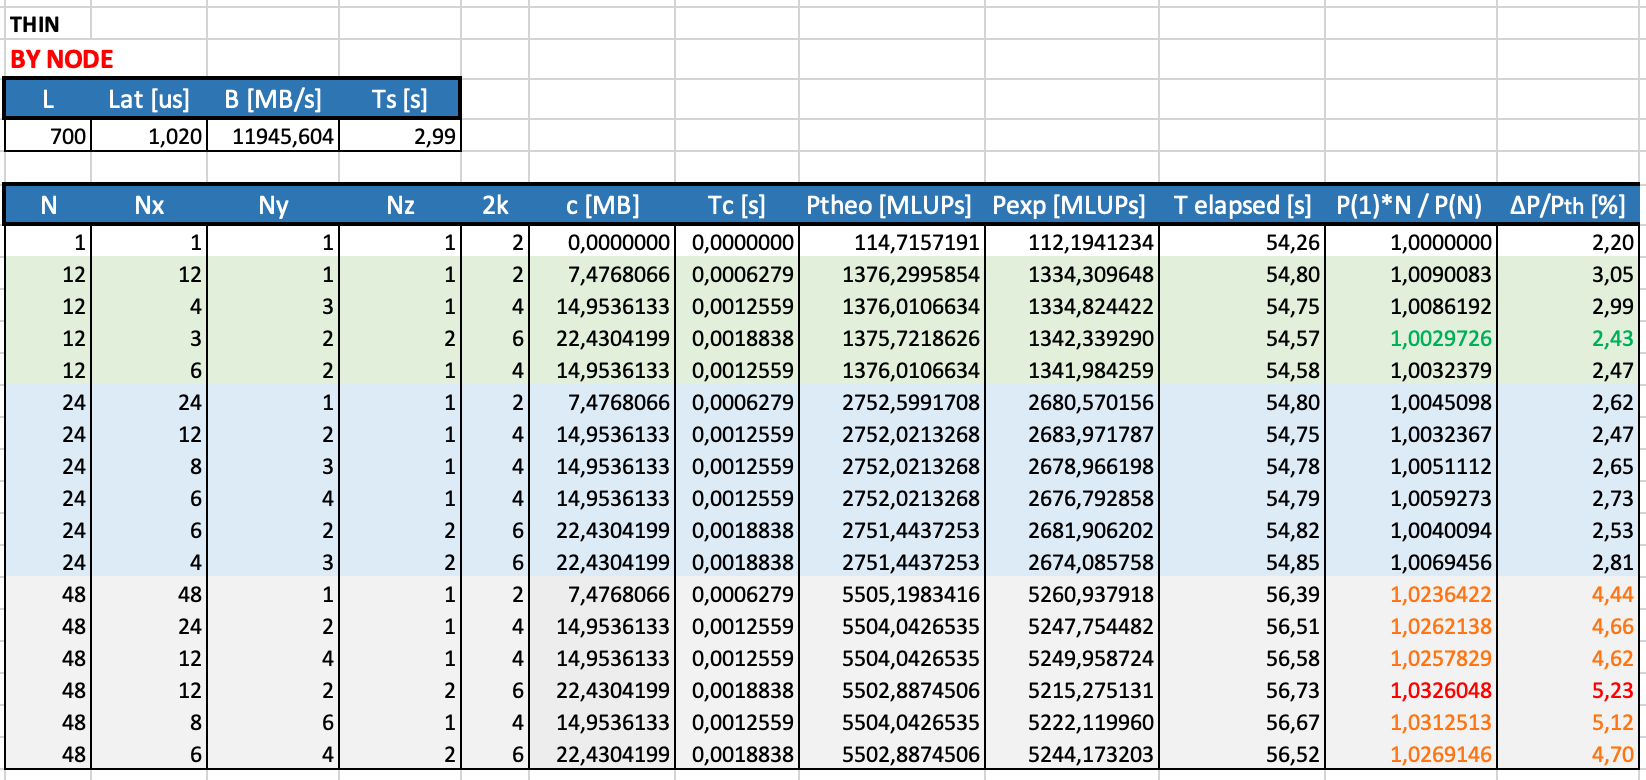 THIN
BY NODE
L Lat [us] B [MB/s] Ts [s]
700 1,020 11945,604 2,99
N Nx Ny Nz 2k c [MB] Tc [s] Ptheo [MLUPs] Pexp [MLUPs] T elapsed [s] P(1)*N / P(N) ΔP/Pth [%]
1 1 1 1 2 0,0000000 0,0000000 114,7157191 112,1941234 54,26 1,0000000 2,20
12 12 1 1 2 7,4768066 0,0006279 1376,2995854 1334,309648 54,80 1,0090083 3,05
12 4 3 1 4 14,9536133 0,0012559 1376,0106634 1334,824422 54,75 1,0086192 2,99
12 3 2 2 6 22,4304199 0,0018838 1375,7218626 1342,339290 54,57 1,0029726 2,43
12 6 2 1 4 14,9536133 0,0012559 1376,0106634 1341,984259 54,58 1,0032379 2,47
24 24 1 1 2 7,4768066 0,0006279 2752,5991708 2680,570156 54,80 1,0045098 2,62
24 12 2 1 4 14,9536133 0,0012559 2752,0213268 2683,971787 54,75 1,0032367 2,47
24 8 3 1 4 14,9536133 0,0012559 2752,0213268 2678,966198 54,78 1,0051112 2,65
24 6 4 1 4 14,9536133 0,0012559 2752,0213268 2676,792858 54,79 1,0059273 2,73
24 6 2 2 6 22,4304199 0,0018838 2751,4437253 2681,906202 54,82 1,0040094 2,53
24 4 3 2 6 22,4304199 0,0018838 2751,4437253 2674,085758 54,85 1,0069456 2,81
48 48 1 1 2 7,4768066 0,0006279 5505,1983416 5260,937918 56,39 1,0236422 4,44
48 24 2 1 4 14,9536133 0,0012559 5504,0426535 5247,754482 56,51 1,0262138 4,66
48 12 4 1 4 14,9536133 0,0012559 5504,0426535 5249,958724 56,58 1,0257829 4,62
48 12 2 2 6 22,4304199 0,0018838 5502,8874506 5215,275131 56,73 1,0326048 5,23
48 8 6 1 4 14,9536133 0,0012559 5504,0426535 5222,119960 56,67 1,0312513 5,12
48 6 4 2 6 22,4304199 0,0018838 5502,8874506 5244,173203 56,52 1,0269146 4,70